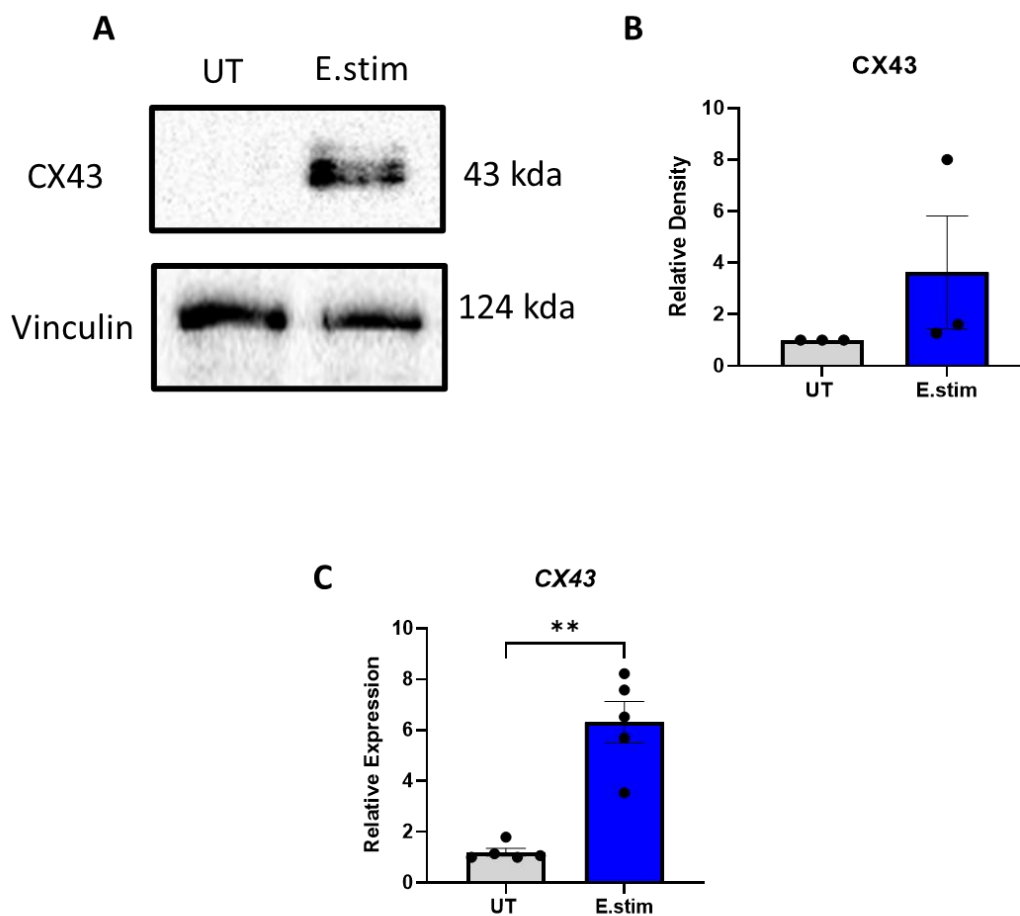 A
UT E.stim
CX43 43 kda
Vinculin 124 kda
B
CX43
Relative Density
10
8
6
4
2
0
UT E.stim
C
CX43
**
Relative Expression
10
8
6
4
2
0
UT E.stim